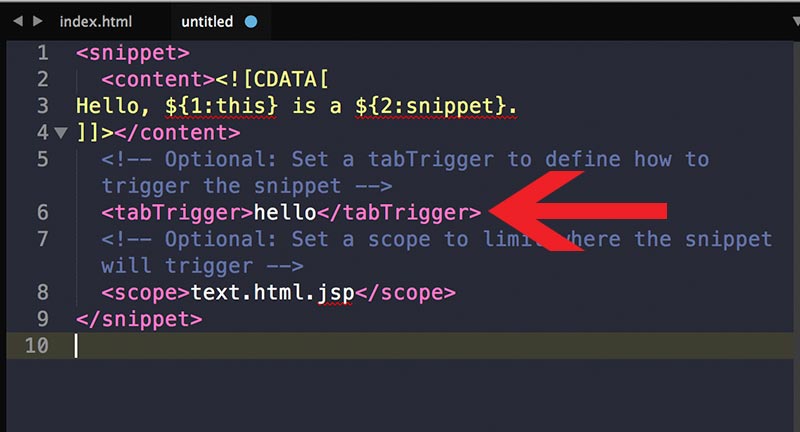 index.html untitled
1 <snippet>
2 <content><![CDATA[
3 Hello, ${1:this} is a ${2:snippet}.
4 ]]></content>
5 <!-- Optional: Set a tabTrigger to define how to
trigger the snippet -->
6 <tabTrigger>hello</tabTrigger>
7 <!-- Optional: Set a scope to limit where the snippet
will trigger -->
8 <scope>text.html.jsp</scope>
9 </snippet>
10